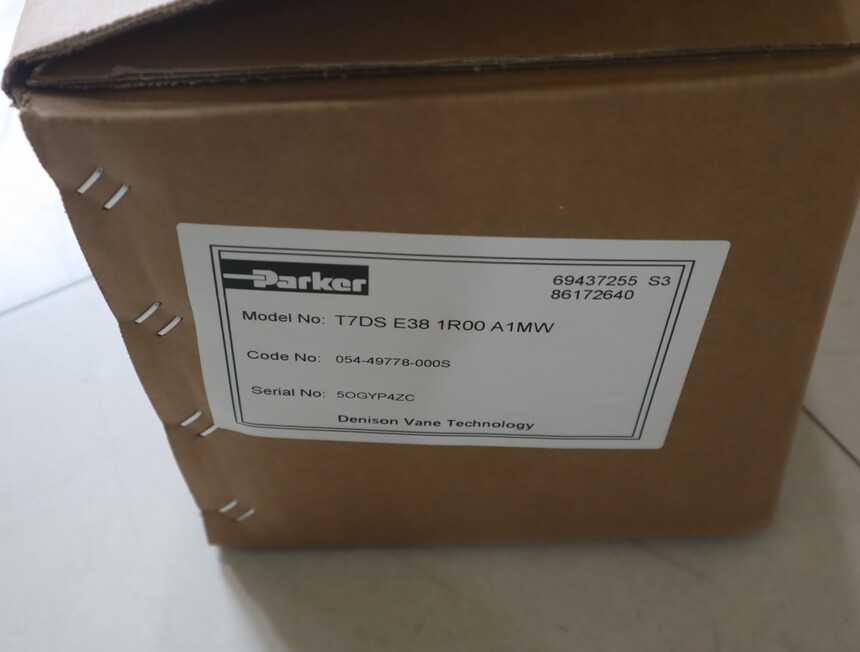 Parker
69437255 S3
86172640
Model No: T7DS E38 1R00 A1MW
Code No: 054-49778-000S
Serial No: 5OGYP4ZC
Denison Vane Technology